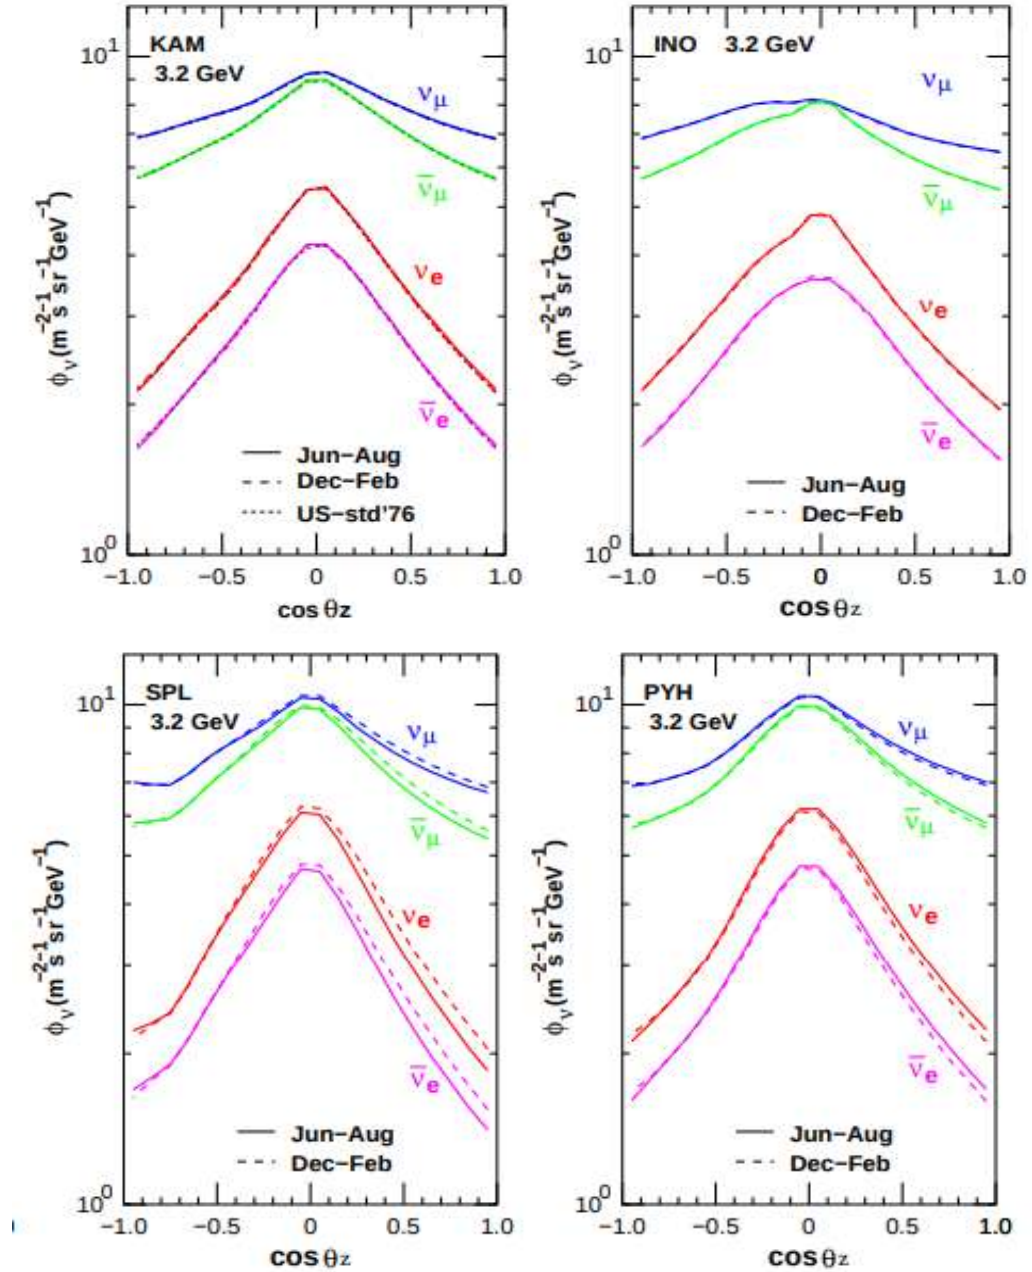 KAM
3.2 GeV
10¹
10⁰
ϕν(m⁻²s⁻¹sr⁻¹GeV⁻¹)
νμ
ν̅μ
νe
ν̅e
Jun−Aug
Dec−Feb
US−std'76
−1.0 −0.5 0 0.5 1.0
cos θz
INO 3.2 GeV
10¹
10⁰
ϕν(m⁻²s⁻¹sr⁻¹GeV⁻¹)
νμ
ν̅μ
νe
ν̅e
Jun−Aug
Dec−Feb
−1.0 −0.5 0 0.5 1.0
cos θz
SPL
3.2 GeV
10¹
10⁰
ϕν(m⁻²s⁻¹sr⁻¹GeV⁻¹)
νμ
ν̅μ
νe
ν̅e
Jun−Aug
Dec−Feb
−1.0 −0.5 0 0.5 1.0
cos θz
PYH
3.2 GeV
10¹
10⁰
ϕν(m⁻²s⁻¹sr⁻¹GeV⁻¹)
νμ
ν̅μ
νe
ν̅e
Jun−Aug
Dec−Feb
−1.0 −0.5 0 0.5 1.0
cos θz